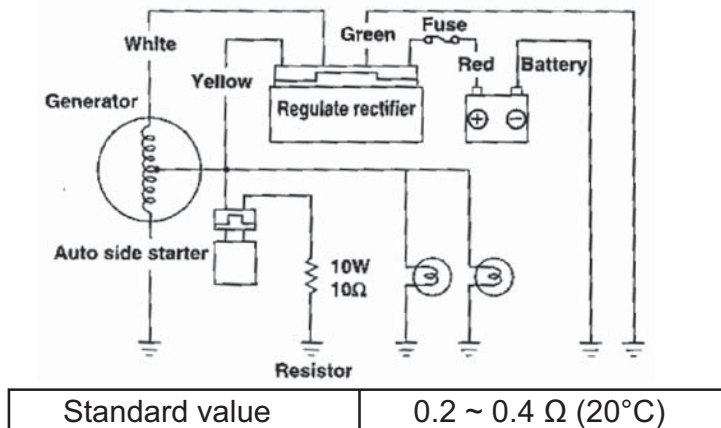 White
Green
Fuse
Yellow
Red
Battery
Generator
Regulate rectifier
+
−
Auto side starter
10W
10Ω
Resistor
Standard value 0.2 ~ 0.4 Ω (20°C)